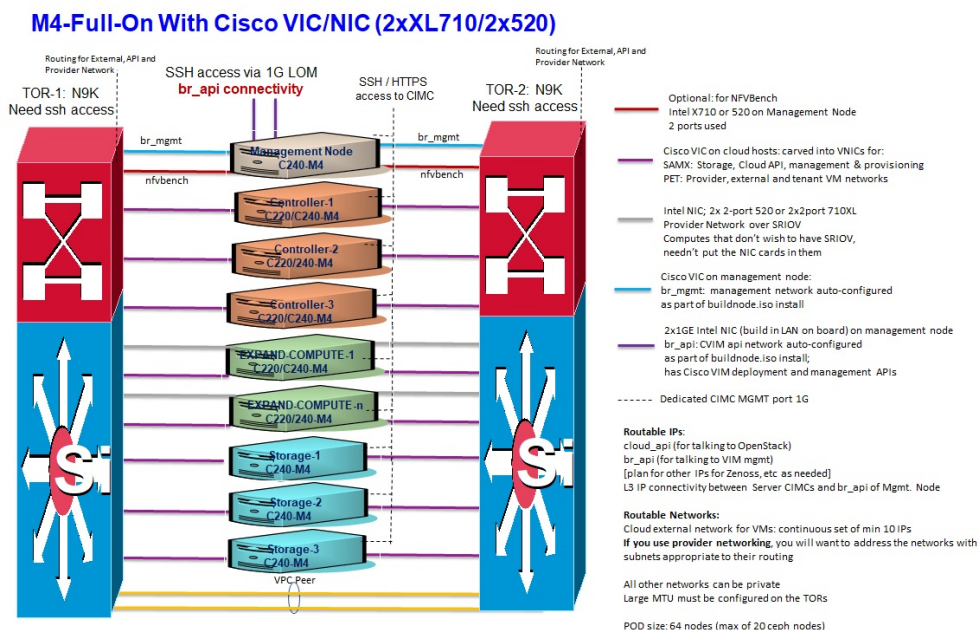 M4-Full-On With Cisco VIC/NIC (2xXL710/2x520)
Routing for External, API and
Provider Network
TOR-1: N9K
Need ssh access
SSH access via 1G LOM
br_api connectivity
SSH / HTTPS
access to CIMC
Routing for External, API and
Provider Network
TOR-2: N9K
Need ssh access
br_mgmt
br_mgmt
Management Node
C240-M4
nfvbench
nfvbench
Controller-1
C220/C240-M4
Controller-2
C220/240-M4
Controller-3
C220/C240-M4
EXPAND-COMPUTE-1
C220/C240-M4
EXPAND-COMPUTE-n
C220/240-M4
Storage-1
C240-M4
Storage-2
C240-M4
Storage-3
C240-M4
VPC Peer
Si
Si
Optional: for NFVBench
Intel X710 or 520 on Management Node
2 ports used
Cisco VIC on cloud hosts: carved into VNICs for:
SAMX: Storage, Cloud API, management & provisioning
PET: Provider, external and tenant VM networks
Intel NIC; 2x 2-port 520 or 2x2port 710XL
Provider Network over SRIOV
Computes that don't wish to have SRIOV,
needn't put the NIC cards in them
Cisco VIC on management node:
br_mgmt: management network auto-configured
as part of buildnode.iso install
2x1GE Intel NIC (build in LAN on board) on management node
br_api: CVIM api network auto-configured
as part of buildnode.iso install;
has Cisco VIM deployment and management APIs
Dedicated CIMC MGMT port 1G
Routable IPs:
cloud_api (for talking to OpenStack)
br_api (for talking to VIM mgmt)
[plan for other IPs for Zenoss, etc as needed]
L3 IP connectivity between Server CIMCs and br_api of Mgmt. Node
Routable Networks:
Cloud external network for VMs: continuous set of min 10 IPs
If you use provider networking, you will want to address the networks with
subnets appropriate to their routing
All other networks can be private
Large MTU must be configured on the TORs
POD size: 64 nodes (max of 20 ceph nodes)